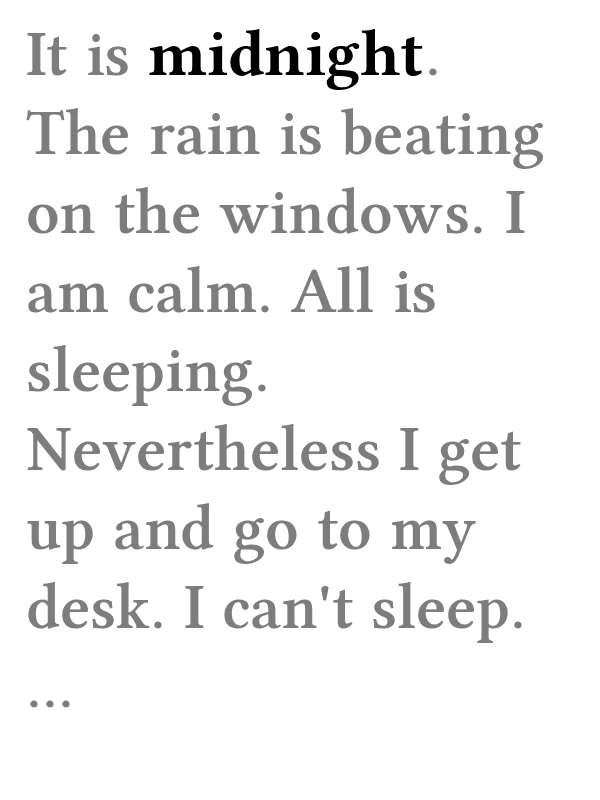 It is midnight.
The rain is beating
on the windows. I
am calm. All is
sleeping.
Nevertheless I get
up and go to my
desk. I can't sleep.
...